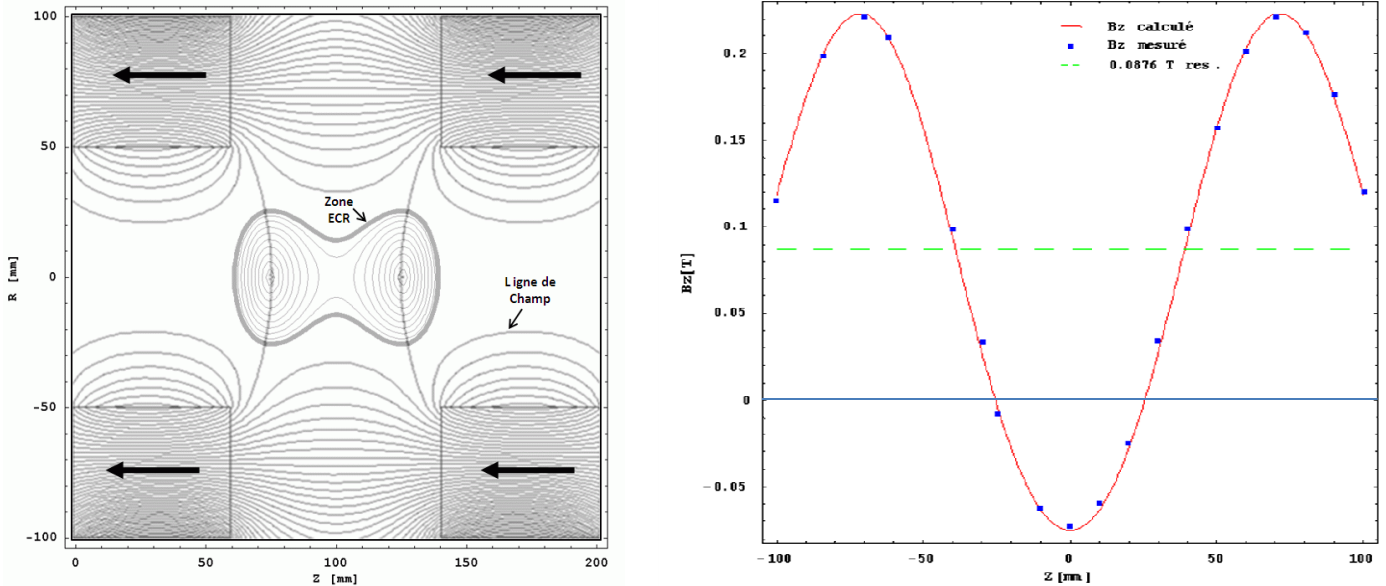 100
50
0
-50
-100
R [mm]
Zone
ECR
Ligne de
Champ
0
50
100
150
200
Z [mm]
0.2
0.15
0.1
0.05
0
-0.05
Bz[T]
Bz calculé
Bz mesuré
0.0876 T res .
-100
-50
0
50
100
Z[mm]